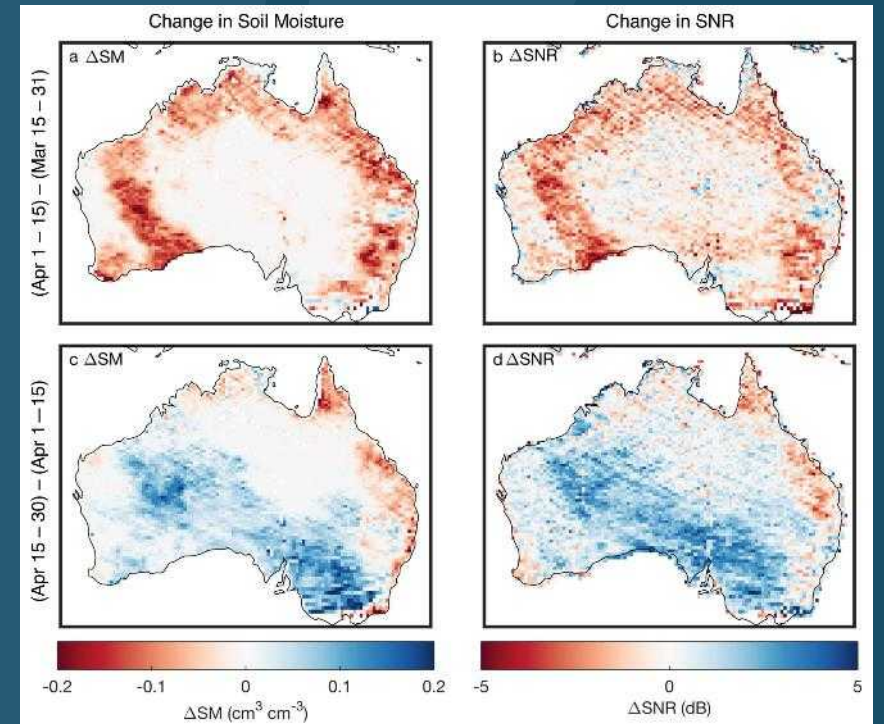 Change in Soil Moisture
Change in SNR
(Apr 1 – 15) – (Mar 15 – 31)
a ΔSM
b ΔSNR
(Apr 15 – 30) – (Apr 1 – 15)
c ΔSM
d ΔSNR
-0.2 -0.1 0 0.1 0.2
ΔSM (cm³ cm⁻³)
-5 0 5
ΔSNR (dB)